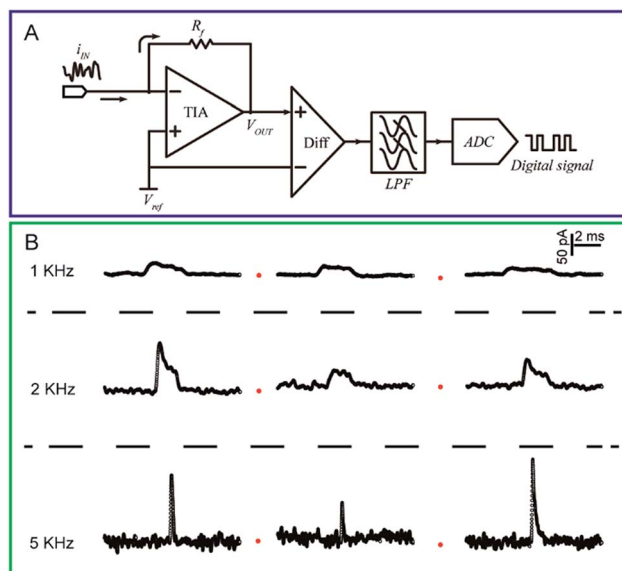 A
i_IN
R_f
−
TIA
+
V_OUT
V_ref
+
Diff
−
LPF
ADC
Digital signal
B
50 pA
2 ms
1 KHz
2 KHz
5 KHz